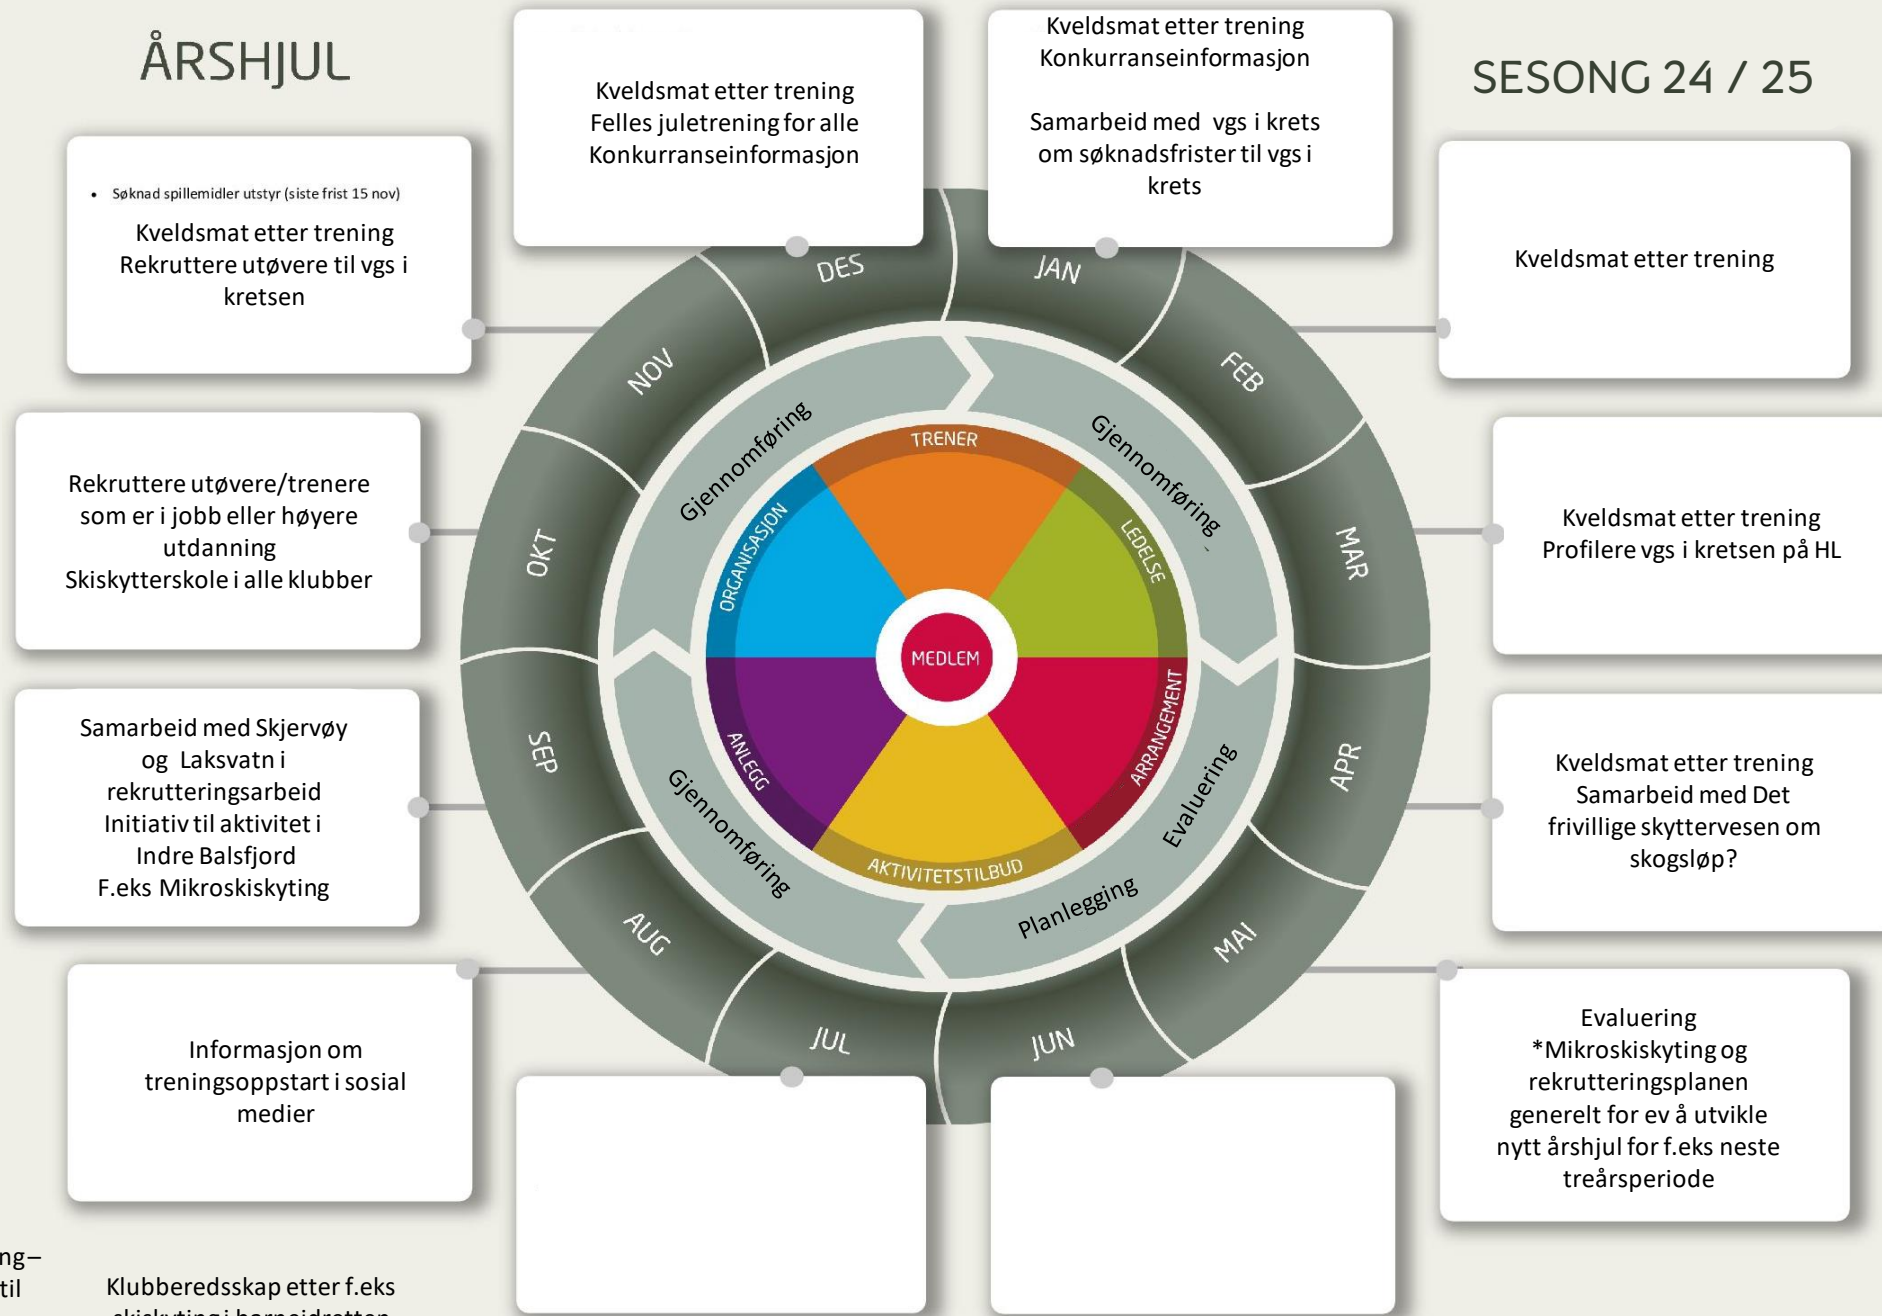 ÅRSHJUL
SESONG 24 / 25
Kveldsmat etter trening
Felles juletrening for alle
Konkurranseinformasjon
Kveldsmat etter trening
Konkurranseinformasjon
Samarbeid med vgs i krets
om søknadsfrister til vgs i
krets
• Søknad spillemidler utstyr (siste frist 15 nov)
Kveldsmat etter trening
Rekruttere utøvere til vgs i
kretsen
Kveldsmat etter trening
Rekruttere utøvere/trenere
som er i jobb eller høyere
utdanning
Skiskytterskole i alle klubber
Kveldsmat etter trening
Profilere vgs i kretsen på HL
Samarbeid med Skjervøy
og Laksvatn i
rekrutteringsarbeid
Initiativ til aktivitet i
Indre Balsfjord
F.eks Mikroskiskyting
Kveldsmat etter trening
Samarbeid med Det
frivillige skyttervesen om
skogsløp?
Informasjon om
treningsoppstart i sosial
medier
Evaluering
*Mikroskiskyting og
rekrutteringsplanen
generelt for ev å utvikle
nytt årshjul for f.eks neste
treårsperiode
DES
JAN
NOV
FEB
OKT
MAR
SEP
APR
AUG
MAI
JUL
JUN
Gjennomføring
Gjennomføring
Gjennomføring
Evaluering
Planlegging
TRENER
ORGANISASJON
LEDELSE
MEDLEM
ANLEGG
ARRANGEMENT
AKTIVITETSTILBUD
ng–
til
Klubberedsskap etter f.eks
skiskyting i barneidretten